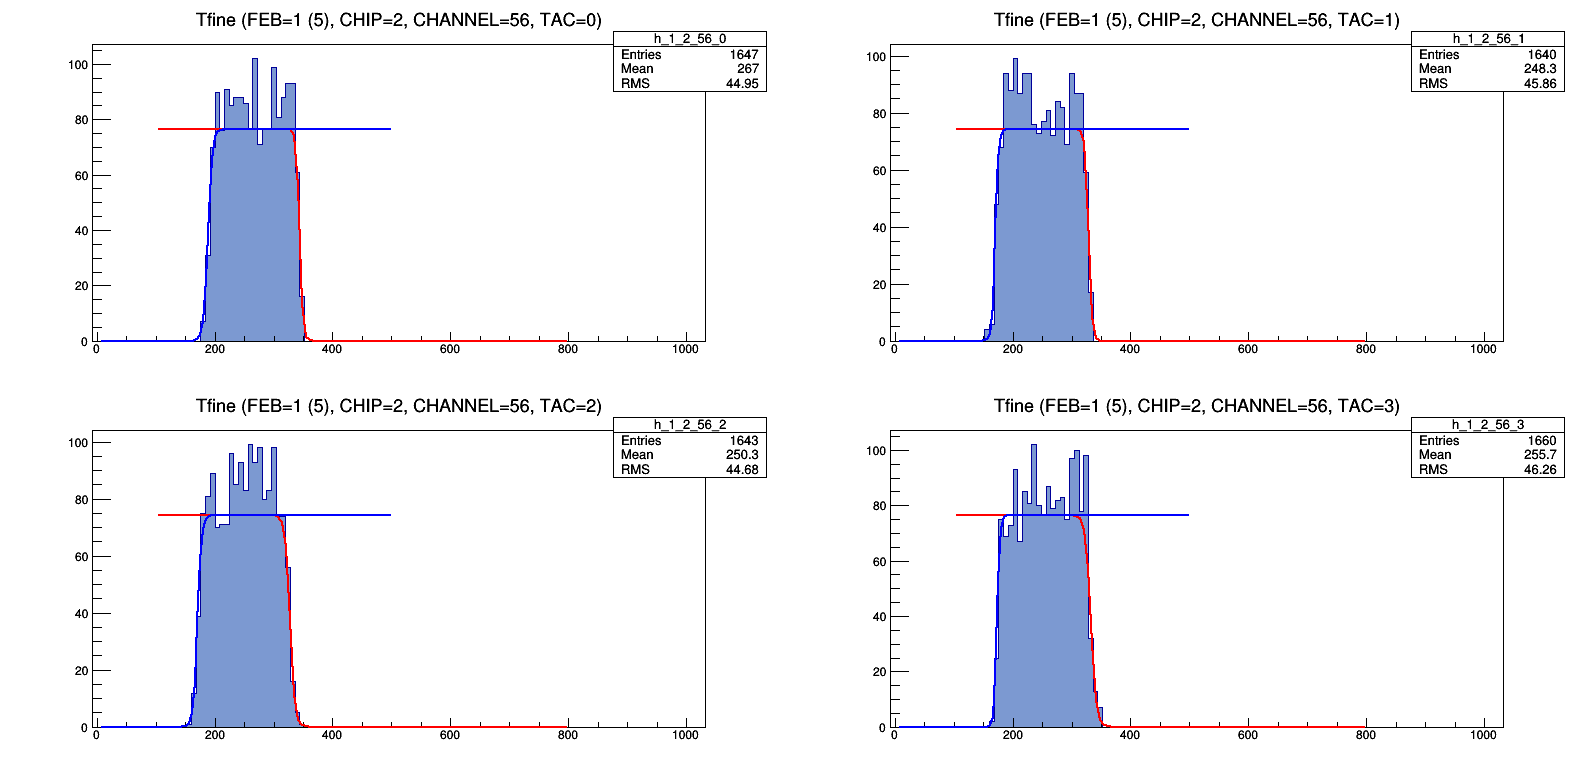 Tfine (FEB=1 (5), CHIP=2, CHANNEL=56, TAC=0)
h_1_2_56_0
Entries 1647
Mean 267
RMS 44.95
100
80
60
40
20
0
0 200 400 600 800 1000
Tfine (FEB=1 (5), CHIP=2, CHANNEL=56, TAC=1)
h_1_2_56_1
Entries 1640
Mean 248.3
RMS 45.86
100
80
60
40
20
0
0 200 400 600 800 1000
Tfine (FEB=1 (5), CHIP=2, CHANNEL=56, TAC=2)
h_1_2_56_2
Entries 1643
Mean 250.3
RMS 44.68
100
80
60
40
20
0
0 200 400 600 800 1000
Tfine (FEB=1 (5), CHIP=2, CHANNEL=56, TAC=3)
h_1_2_56_3
Entries 1660
Mean 255.7
RMS 46.26
100
80
60
40
20
0
0 200 400 600 800 1000